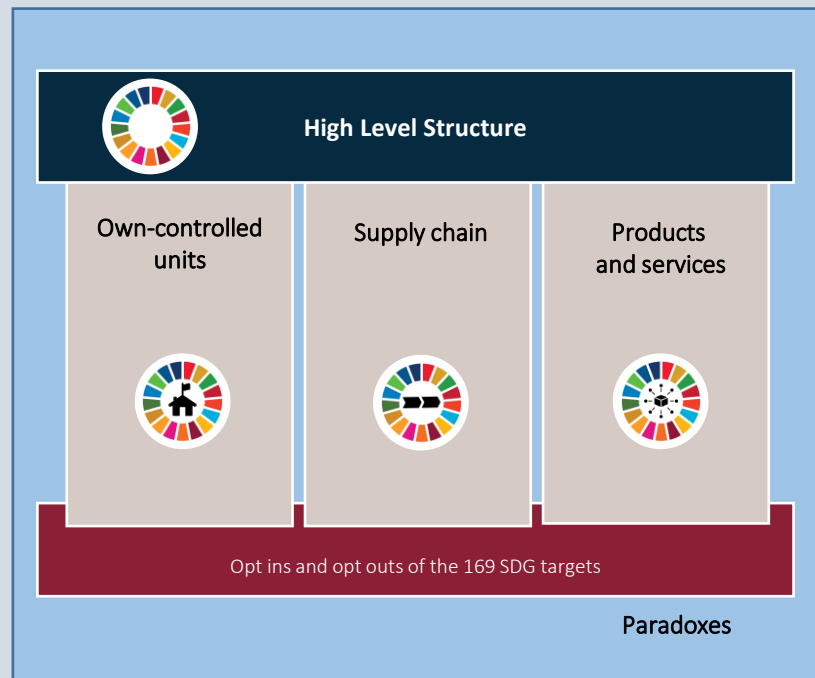 High Level Structure
Own-controlled
units
Supply chain
Products
and services
Opt ins and opt outs of the 169 SDG targets
Paradoxes